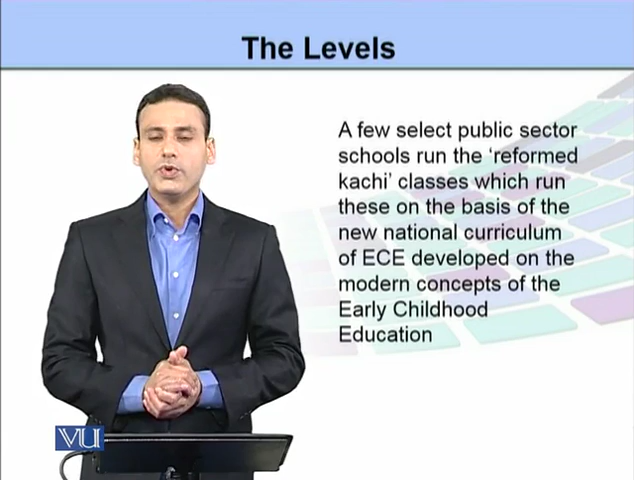 The Levels
A few select public sector
schools run the ‘reformed
kachi’ classes which run
these on the basis of the
new national curriculum
of ECE developed on the
modern concepts of the
Early Childhood
Education
VU